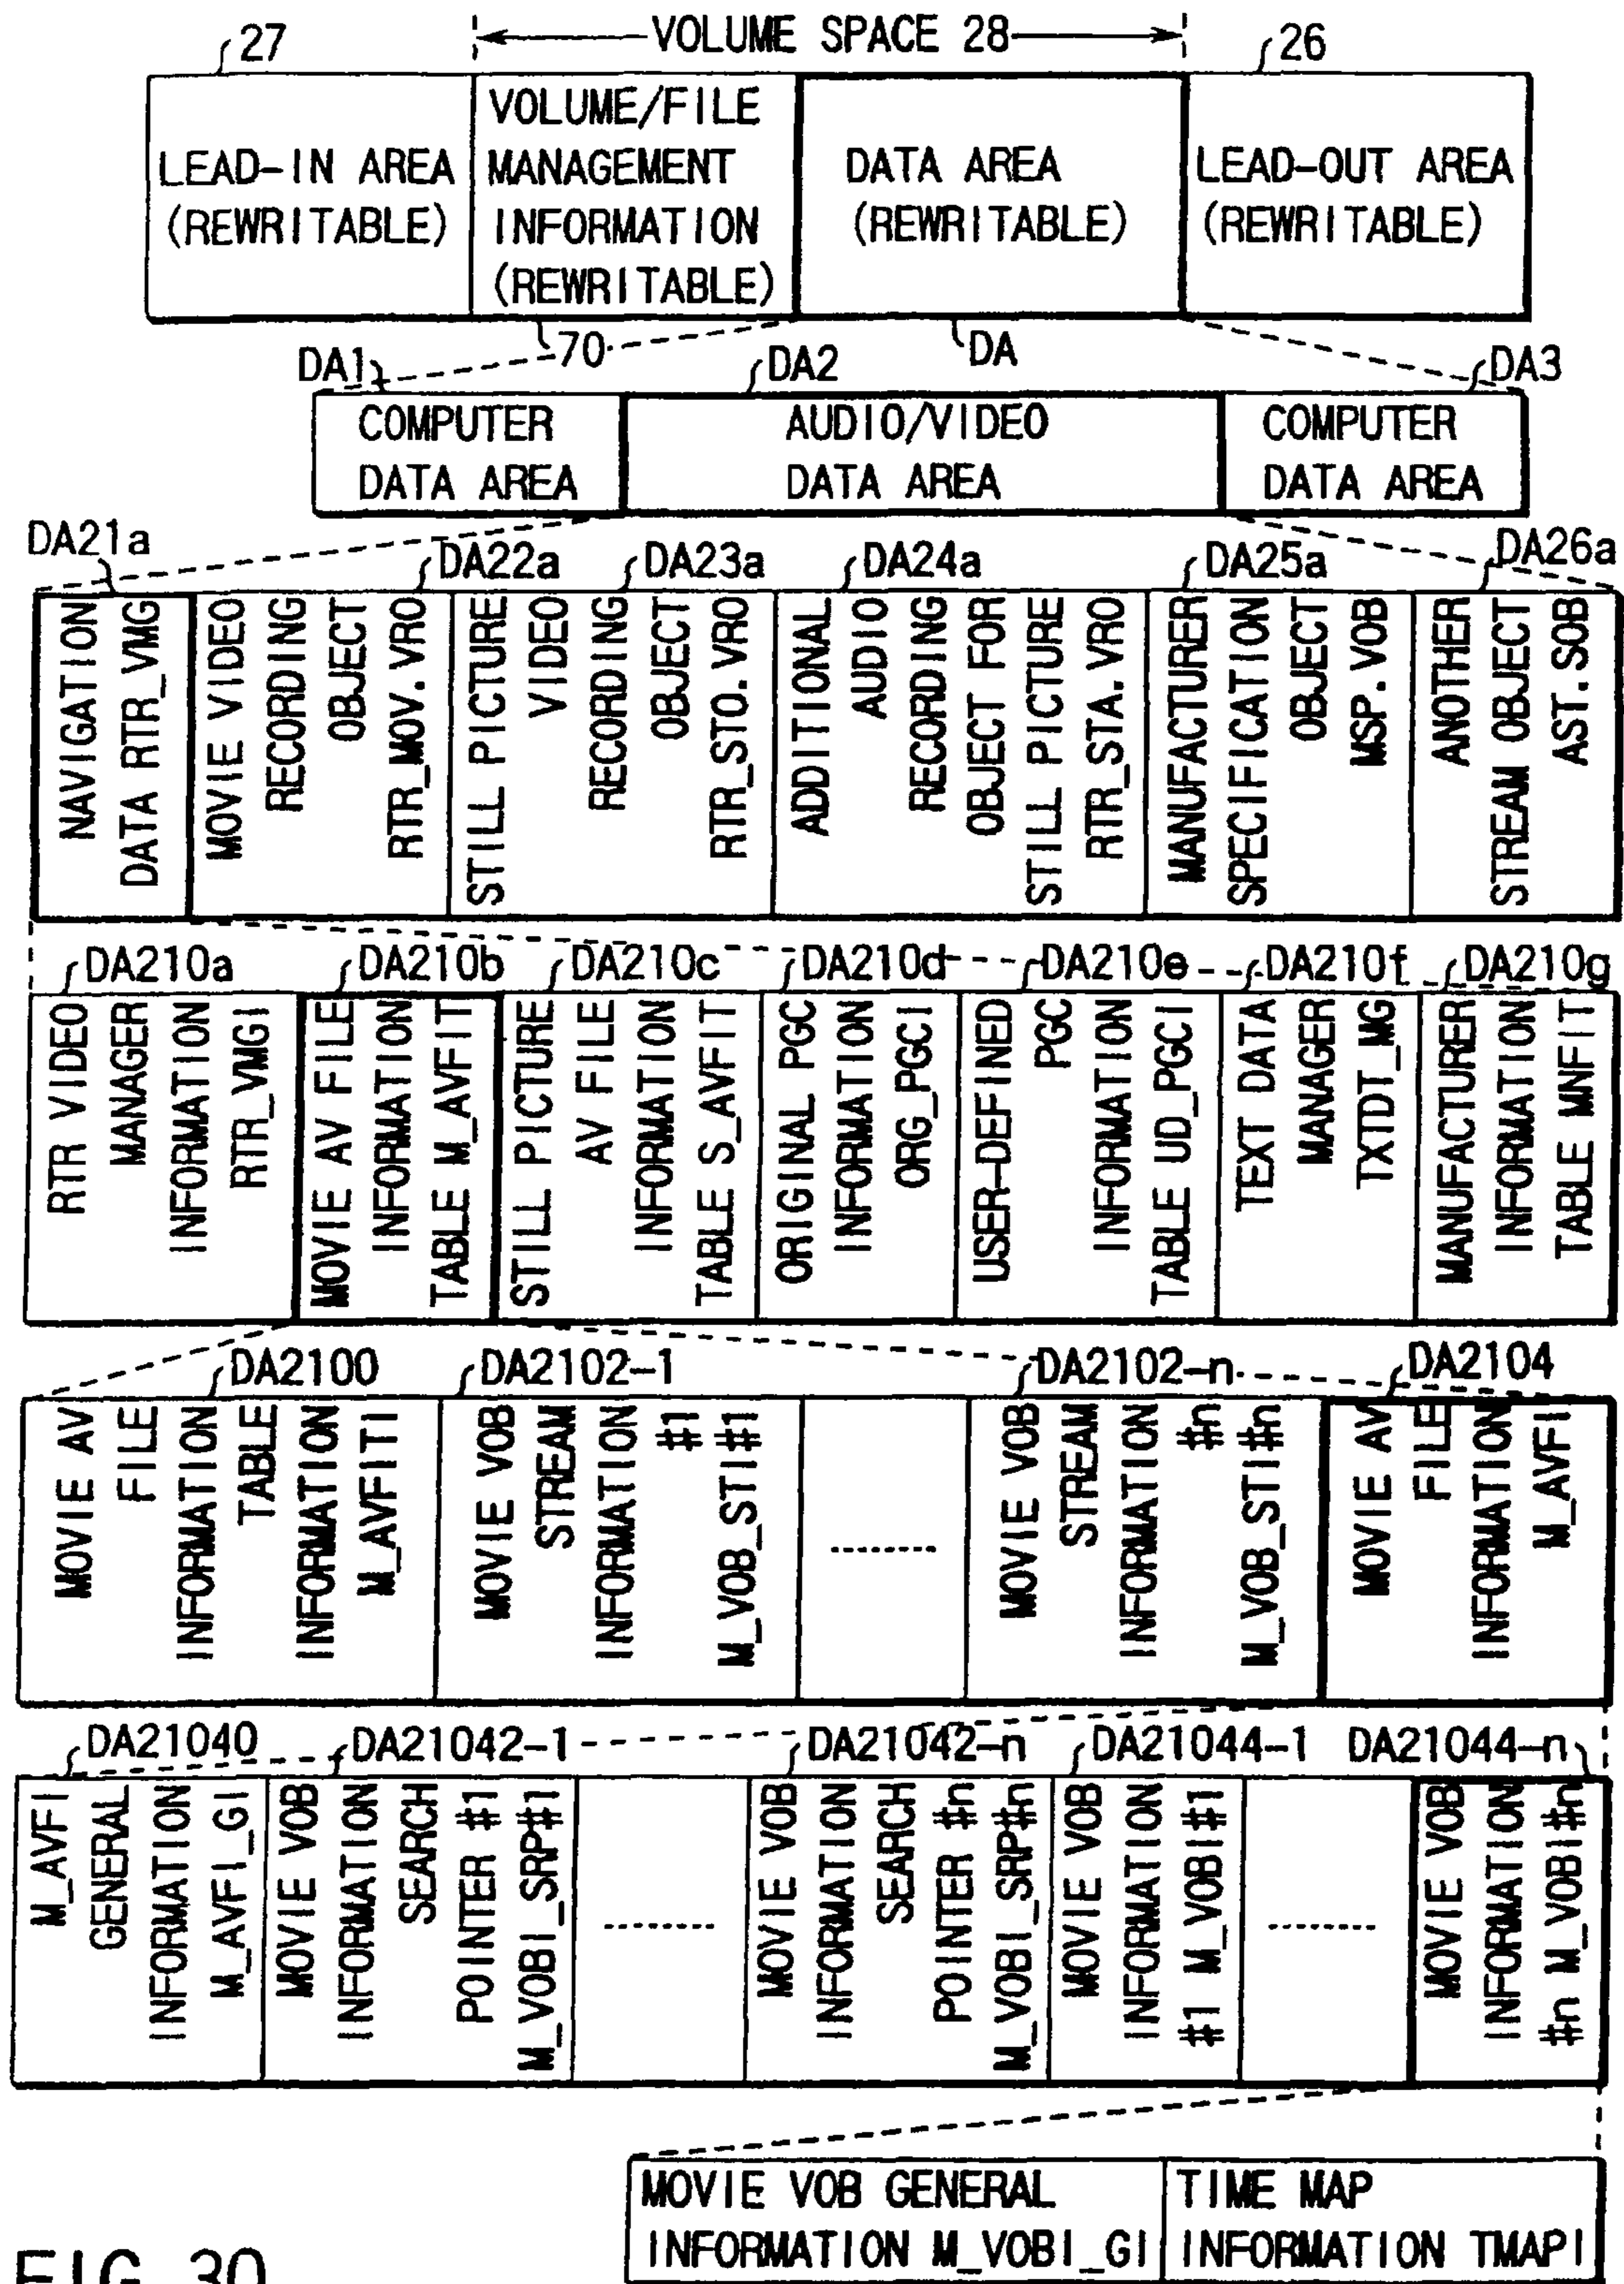 27
VOLUME SPACE 28
26
LEAD-IN AREA
(REWRITABLE)
VOLUME/FILE
MANAGEMENT
INFORMATION
(REWRITABLE)
DATA AREA
(REWRITABLE)
LEAD-OUT AREA
(REWRITABLE)
70
DA
DA1
DA2
DA3
COMPUTER
DATA AREA
AUDIO/VIDEO
DATA AREA
COMPUTER
DATA AREA
DA21a
DA22a
DA23a
DA24a
DA25a
DA26a
NAVIGATION
DATA RTR_VMG
MOVIE VIDEO
RECORDING
OBJECT
RTR_MOV.VRO
STILL PICTURE
VIDEO
RECORDING
OBJECT
RTR_STO.VRO
ADDITIONAL
AUDIO
RECORDING
OBJECT FOR
STILL PICTURE
RTR_STA.VRO
MANUFACTURER
SPECIFICATION
OBJECT
MSP.VOB
ANOTHER
STREAM OBJECT
AST.SOB
DA210a
DA210b
DA210c
DA210d
DA210e
DA210f
DA210g
RTR VIDEO
MANAGER
INFORMATION
RTR_VMGI
MOVIE AV FILE
INFORMATION
TABLE M_AVFIT
STILL PICTURE
AV FILE
INFORMATION
TABLE S_AVFIT
ORIGINAL PGC
INFORMATION
ORG_PGCI
USER-DEFINED
PGC
INFORMATION
TABLE UD_PGCI
TEXT DATA
MANAGER
TXTDT_MG
MANUFACTURER
INFORMATION
TABLE MNFIT
DA2100
DA2102-1
DA2102-n
DA2104
MOVIE AV
FILE
INFORMATION
TABLE
INFORMATION
M_AVFITI
MOVIE VOB
STREAM
INFORMATION
#1
M_VOB_STI#1
.........
MOVIE VOB
STREAM
INFORMATION
#n
M_VOB_STI#n
MOVIE AV
FILE
INFORMATION
M_AVFI
DA21040
DA21042-1
DA21042-n
DA21044-1
DA21044-n
M_AVFI
GENERAL
INFORMATION
M_AVFI_GI
MOVIE VOB
INFORMATION
SEARCH
POINTER #1
M_VOBI_SRP#1
.........
MOVIE VOB
INFORMATION
SEARCH
POINTER #n
M_VOBI_SRP#n
MOVIE VOB
INFORMATION
#1 M_VOBI#1
.........
MOVIE VOB
INFORMATION
#n M_VOBI#n
MOVIE VOB GENERAL
INFORMATION M_VOBI_GI
TIME MAP
INFORMATION TMAPI
FIG 30